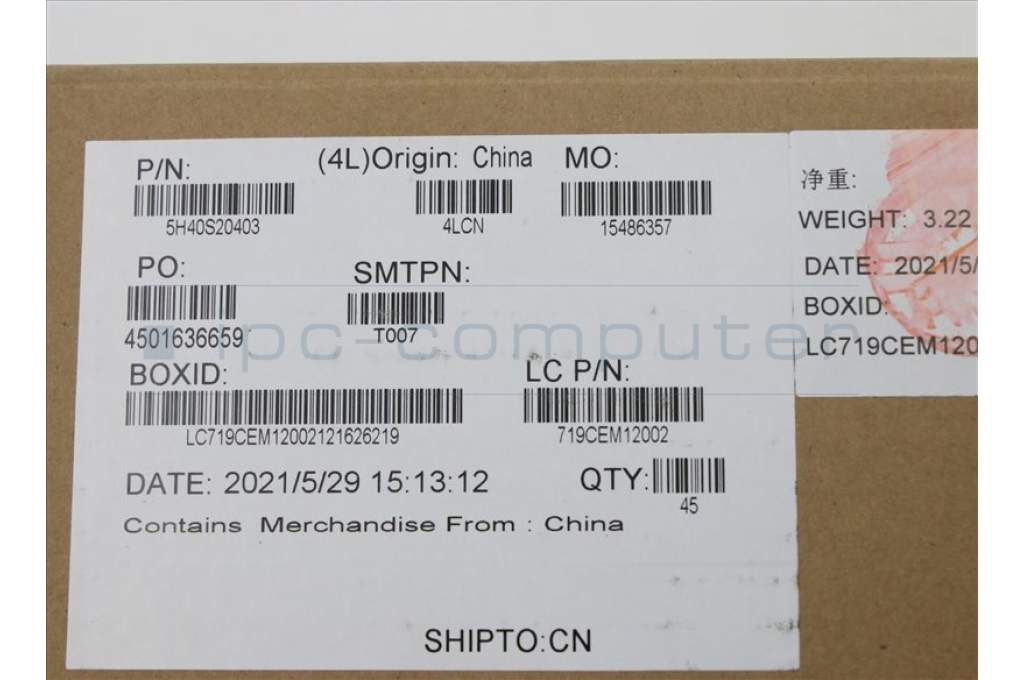 P/N:
5H40S20403
(4L)Origin: China
4LCN
MO:
15486357
PO:
4501636659
SMTPN:
T007
BOXID:
LC719CEM12002121626219
LC P/N:
719CEM12002
DATE: 2021/5/29 15:13:12
QTY:
45
Contains Merchandise From : China
SHIPTO:CN
净重:
WEIGHT: 3.22
DATE: 2021/5/
BOXID:
LC719CEM120
ipc-computer